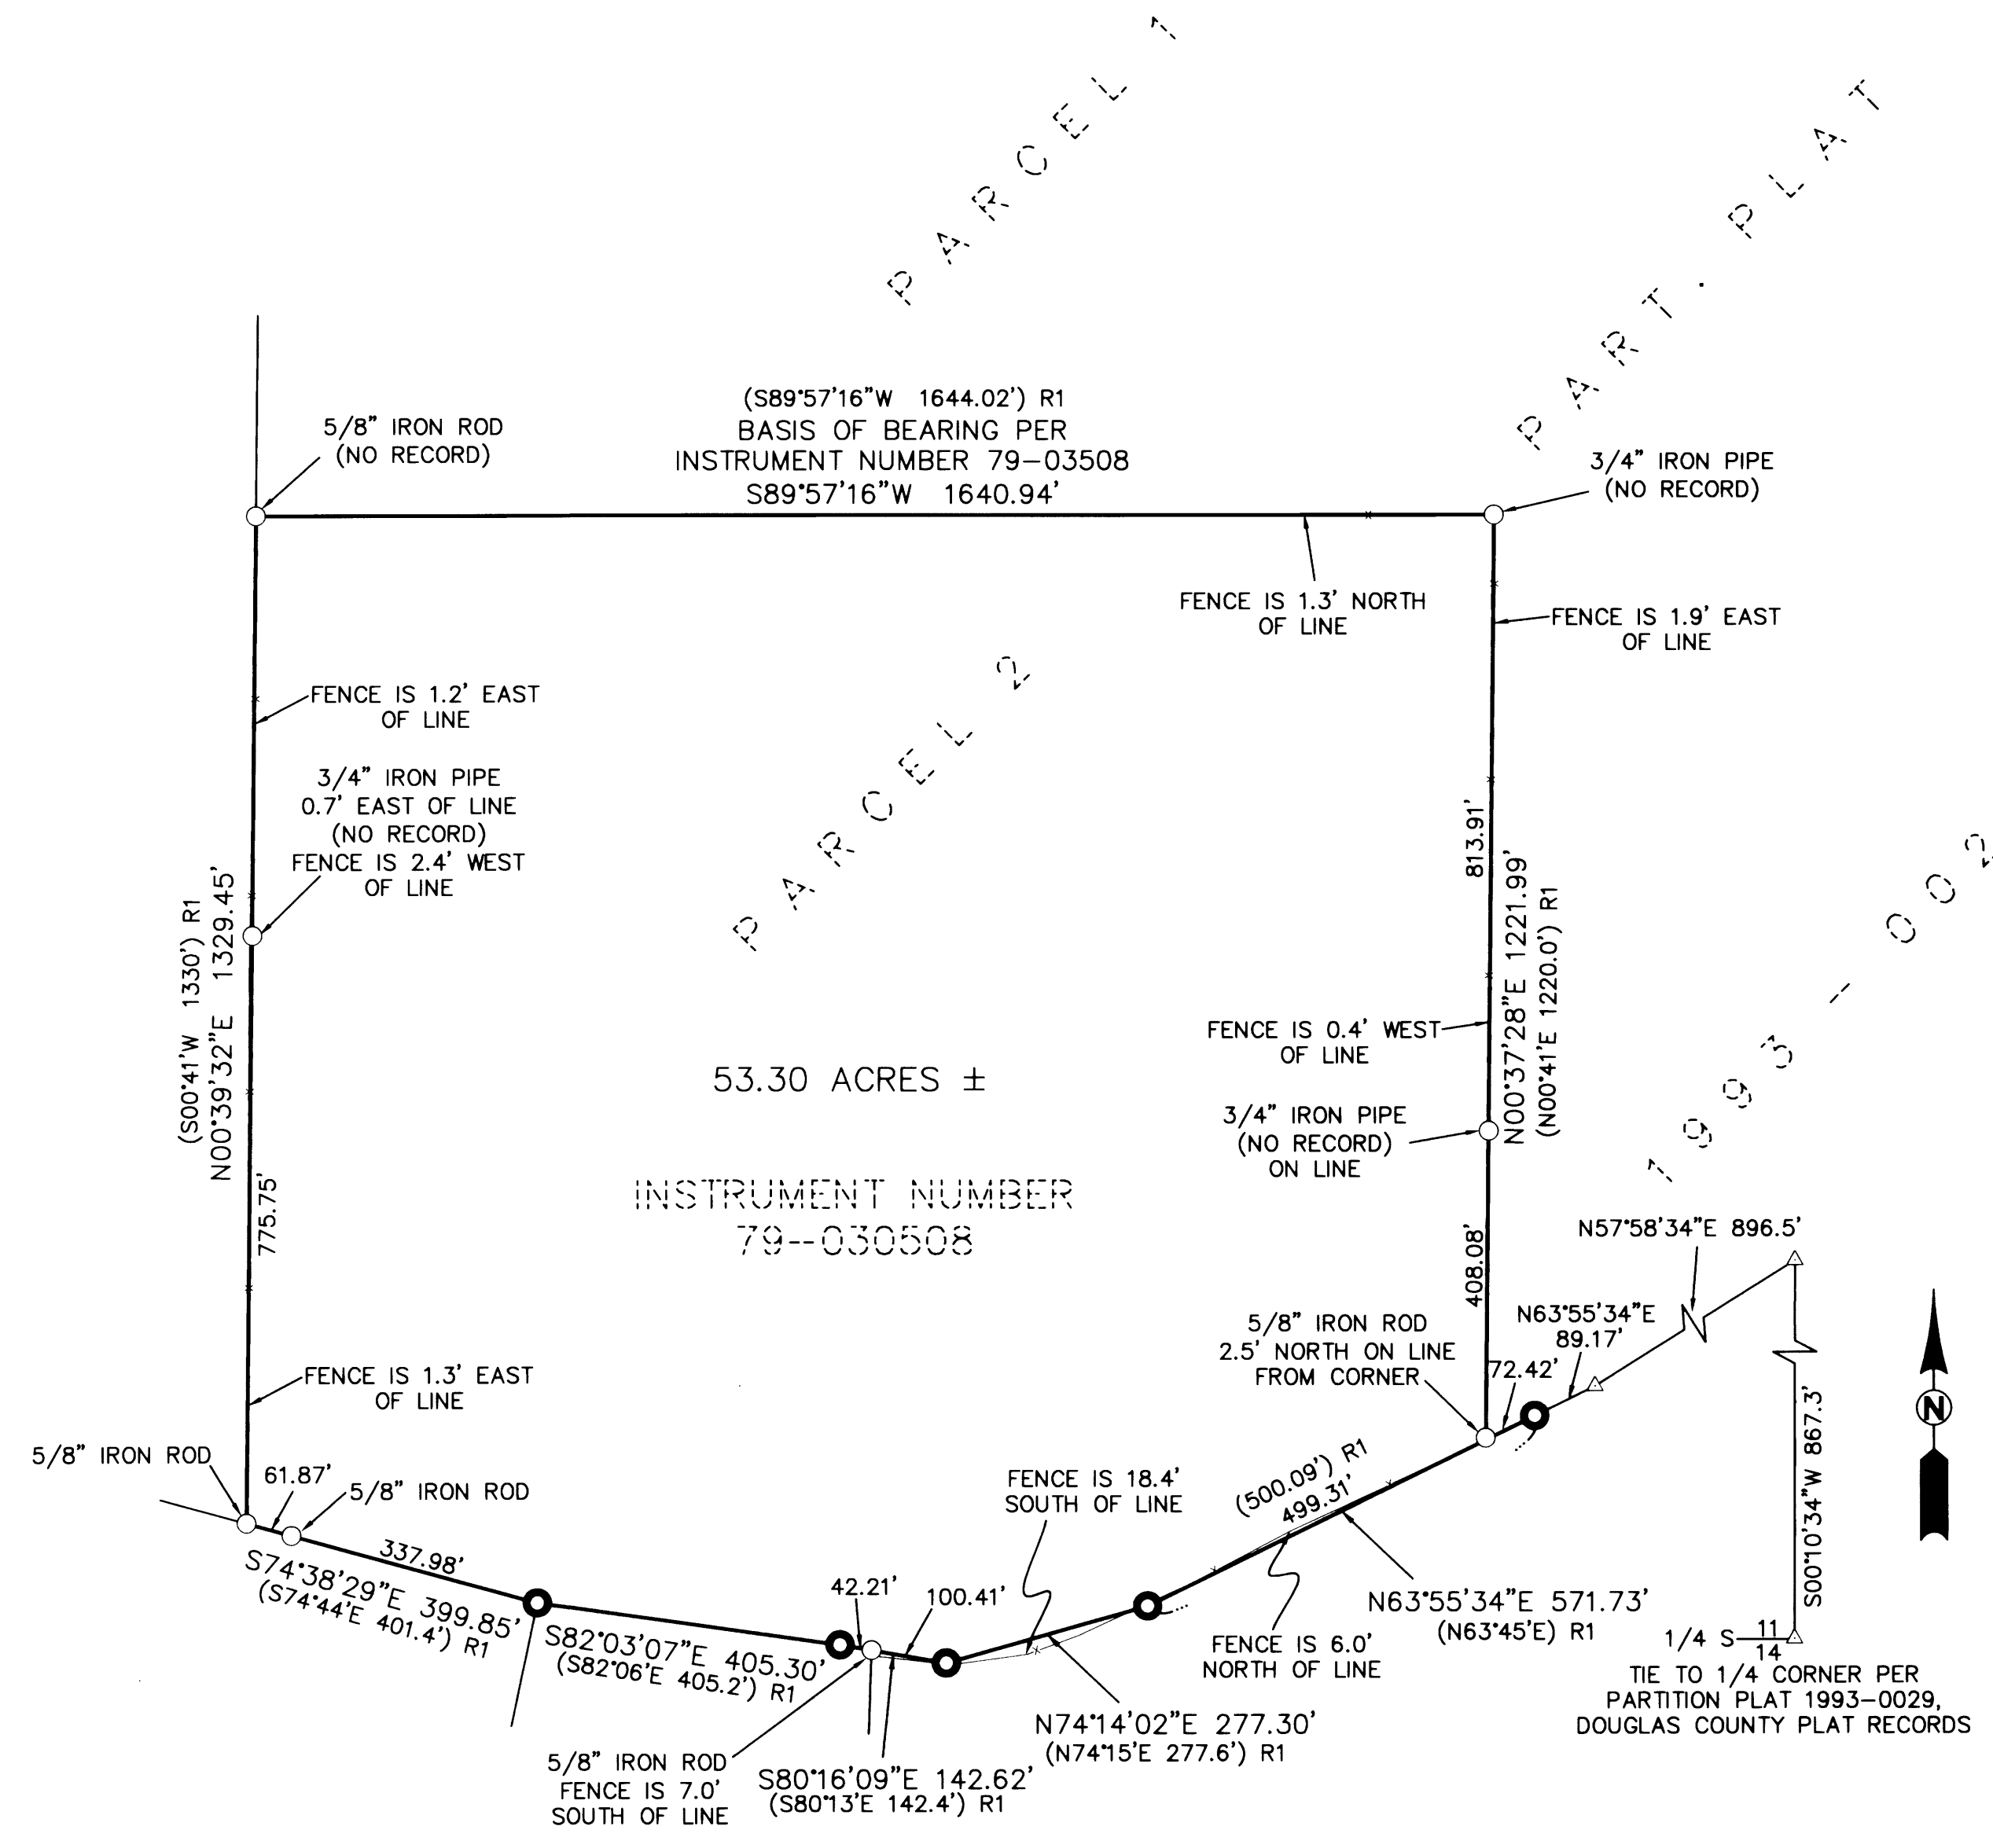 PARCEL 1
PART. PLAT
1993-002
(S89°57'16"W 1644.02') R1
BASIS OF BEARING PER
INSTRUMENT NUMBER 79-03508
S89°57'16"W 1640.94'
5/8" IRON ROD
(NO RECORD)
3/4" IRON PIPE
(NO RECORD)
FENCE IS 1.3' NORTH
OF LINE
FENCE IS 1.9' EAST
OF LINE
FENCE IS 1.2' EAST
OF LINE
3/4" IRON PIPE
0.7' EAST OF LINE
(NO RECORD)
FENCE IS 2.4' WEST
OF LINE
PARCEL 2
(S00°41'W 1330') R1
N00°39'32"E 1329.45'
775.75'
813.91'
N00°37'28"E 1221.99'
(N00°41'E 1220.0') R1
FENCE IS 0.4' WEST
OF LINE
53.30 ACRES ±
3/4" IRON PIPE
(NO RECORD)
ON LINE
INSTRUMENT NUMBER
79--030508
408.08'
N57°58'34"E 896.5'
5/8" IRON ROD
2.5' NORTH ON LINE
FROM CORNER
N63°55'34"E
89.17'
72.42'
N
S00°10'34"W 867.3'
FENCE IS 1.3' EAST
OF LINE
5/8" IRON ROD
61.87'
5/8" IRON ROD
337.98'
S74°38'29"E 399.85'
(S74°44'E 401.4') R1
S82°03'07"E 405.30'
(S82°06'E 405.2') R1
42.21'
100.41'
FENCE IS 18.4'
SOUTH OF LINE
(500.09') R1
499.31'
N63°55'34"E 571.73'
(N63°45'E) R1
FENCE IS 6.0'
NORTH OF LINE
N74°14'02"E 277.30'
(N74°15'E 277.6') R1
5/8" IRON ROD
FENCE IS 7.0'
SOUTH OF LINE
S80°16'09"E 142.62'
(S80°13'E 142.4') R1
1/4 S 11
14
TIE TO 1/4 CORNER PER
PARTITION PLAT 1993-0029,
DOUGLAS COUNTY PLAT RECORDS